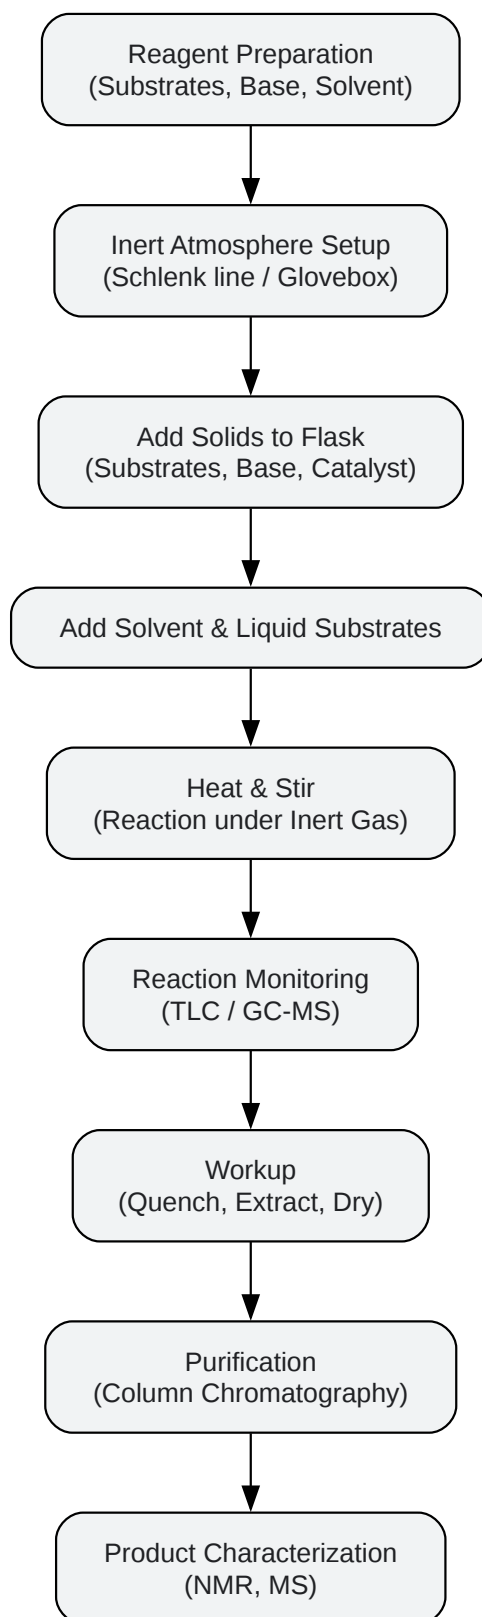 Reagent Preparation
(Substrates, Base, Solvent)
Inert Atmosphere Setup
(Schlenk line / Glovebox)
Add Solids to Flask
(Substrates, Base, Catalyst)
Add Solvent & Liquid Substrates
Heat & Stir
(Reaction under Inert Gas)
Reaction Monitoring
(TLC / GC-MS)
Workup
(Quench, Extract, Dry)
Purification
(Column Chromatography)
Product Characterization
(NMR, MS)